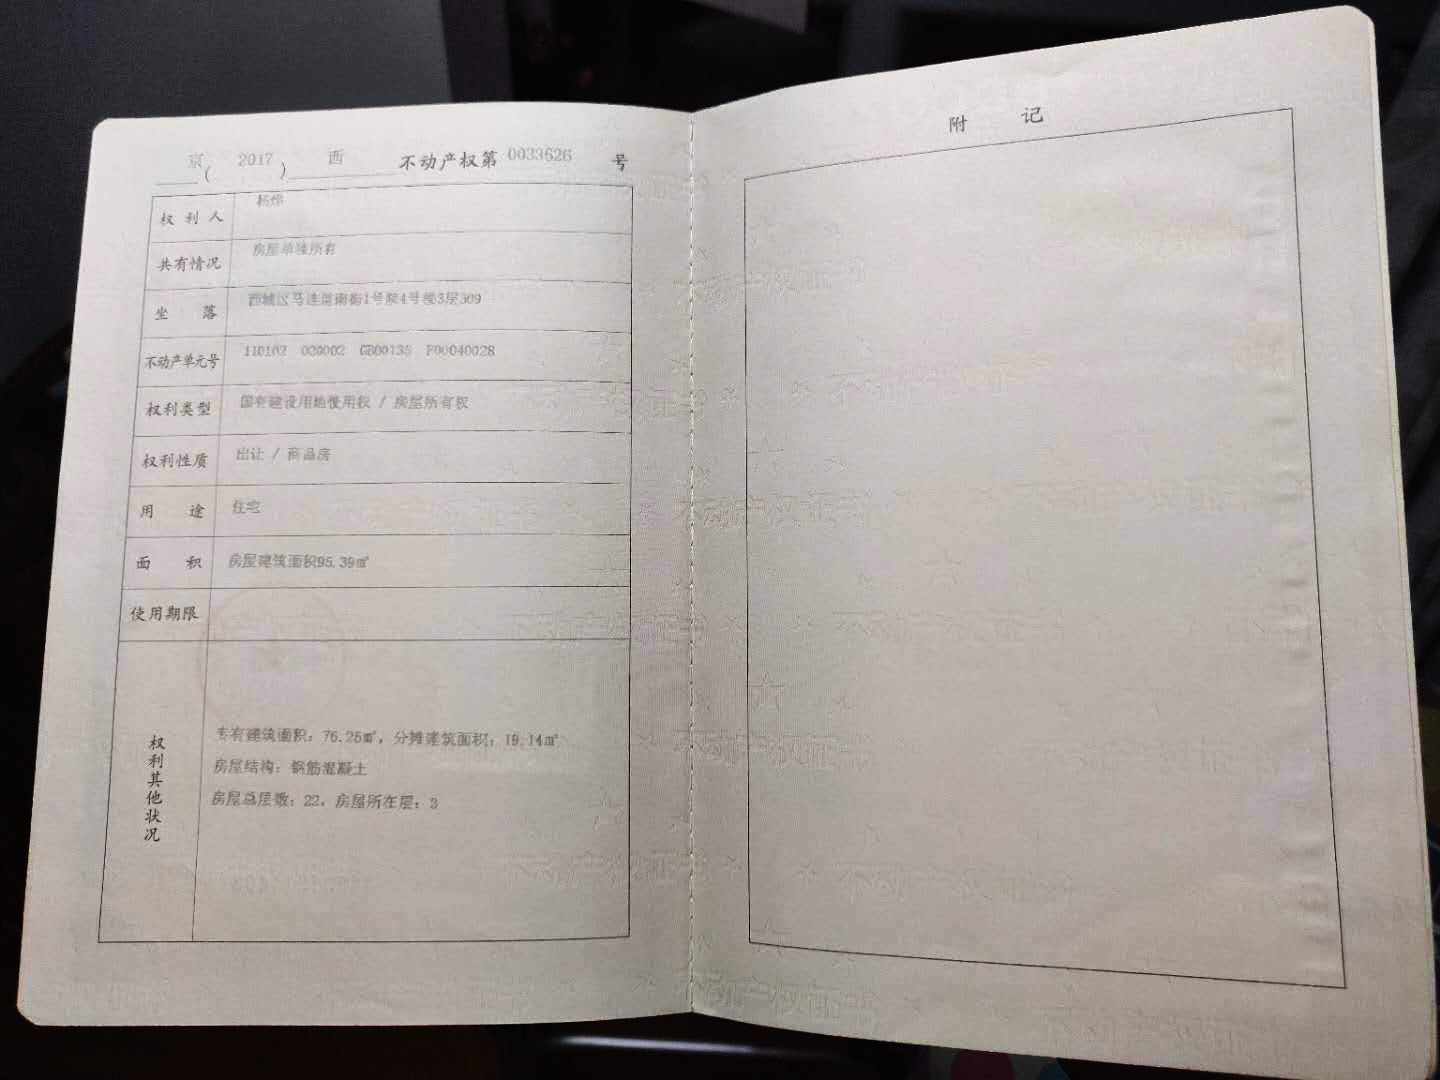 京( 2017 ) 西 不动产权第 0033626 号
权利人 杨烨
共有情况 房屋单独所有
坐落 西城区马连道南街1号院4号楼3层309
不动产单元号 110102 020002 GB00135 F00040028
权利类型 国有建设用地使用权 / 房屋所有权
权利性质 出让 / 商品房
用途 住宅
面积 房屋建筑面积95.39㎡
使用期限
权利其他状况
专有建筑面积：76.25㎡，分摊建筑面积：19.14㎡
房屋结构：钢筋混凝土
房屋总层数：22，房屋所在层：3
附记